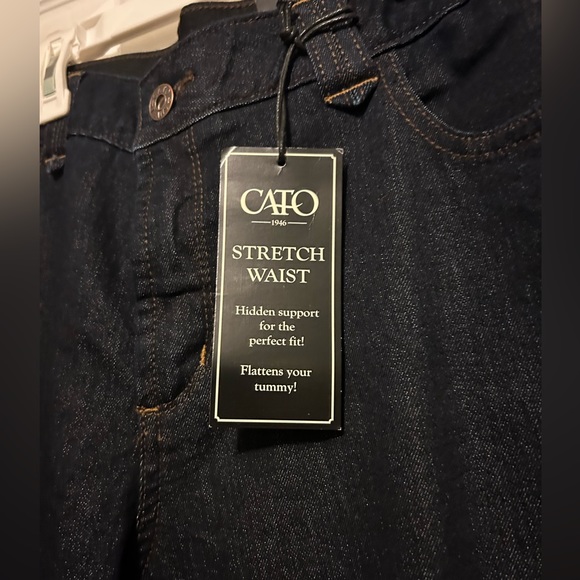 CATO
1946
STRETCH
WAIST
Hidden support
for the
perfect fit!
Flattens your
tummy!